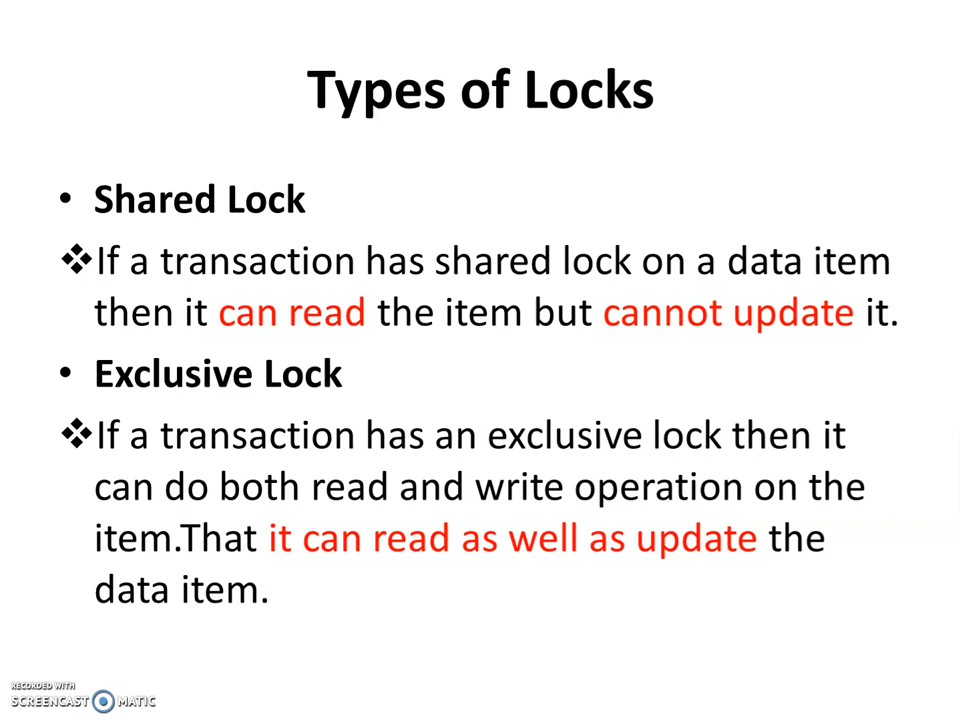 Types of Locks
• Shared Lock
❖If a transaction has shared lock on a data item
then it can read the item but cannot update it.
• Exclusive Lock
❖If a transaction has an exclusive lock then it
can do both read and write operation on the
item.That it can read as well as update the
data item.
RECORDED WITH
SCREENCAST MATIC